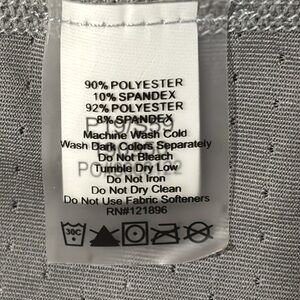 90% POLYESTER
10% SPANDEX
92% POLYESTER
8% SPANDEX
Machine Wash Cold
Wash Dark Colors Separately
Do Not Bleach
Tumble Dry Low
Do Not Iron
Do Not Dry Clean
Do Not Use Fabric Softeners
RN#121896
30C